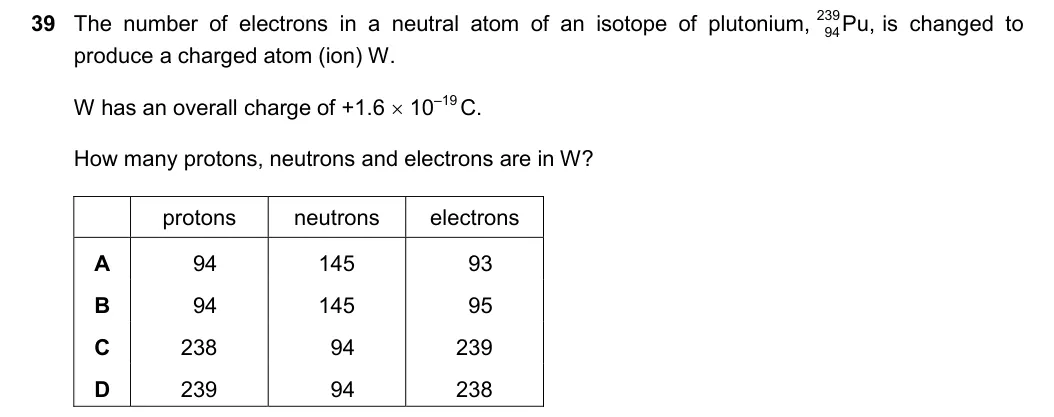 39 The number of electrons in a neutral atom of an isotope of plutonium, ²³⁹₉₄Pu, is changed to
produce a charged atom (ion) W.
W has an overall charge of +1.6 × 10⁻¹⁹ C.
How many protons, neutrons and electrons are in W?
protons neutrons electrons
A 94 145 93
B 94 145 95
C 238 94 239
D 239 94 238